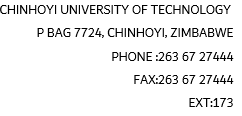 CHINHOYI UNIVERSITY OF TECHNOLOGY
P BAG 7724, CHINHOYI, ZIMBABWE
PHONE :263 67 27444
FAX:263 67 27444
EXT:173